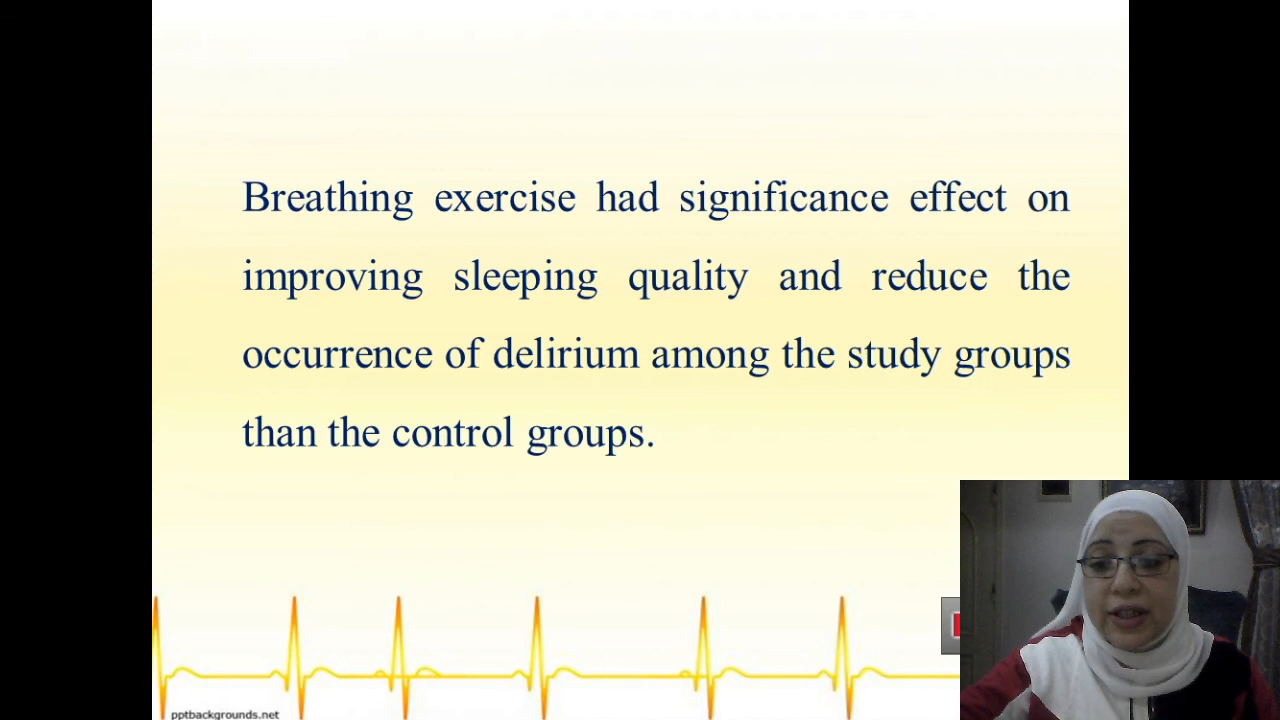 Breathing exercise had significance effect on
improving sleeping quality and reduce the
occurrence of delirium among the study groups
than the control groups.
pptbackgrounds.net